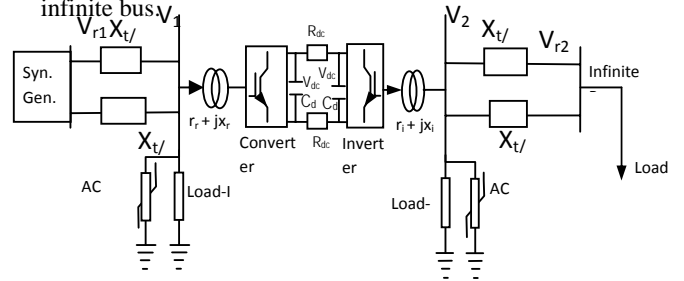 infinite bus.
V1
V2
Vr1
Xt/
Xt/
Vr2
Rdc
Syn.
Gen.
Vdc
Vdc
Cd
Cd
Infinite
rr + jxr
ri + jxi
Convert
er
Rdc
Invert
er
Xt/
Xt/
Load
AC
Load-I
Load-
AC